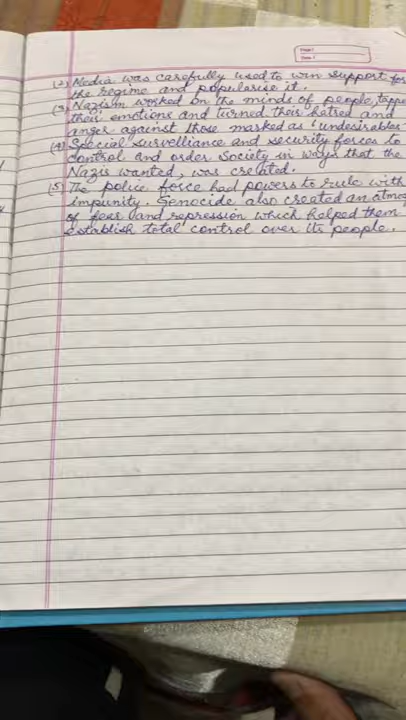 Page:
Date:
(2) Media was carefully used to win support for
the regime and popularise it.
(3) Nazism worked on the minds of people, tappe
their emotions and turned their hatred and
anger against those marked as "undesirables"
(4) Special surveillance and security forces to
control and order society in ways that the
Nazis wanted, was created.
(5) The police force had powers to rule with
impunity. Genocide also created an atmos
of fear and repression which helped them
establish total control over its people.